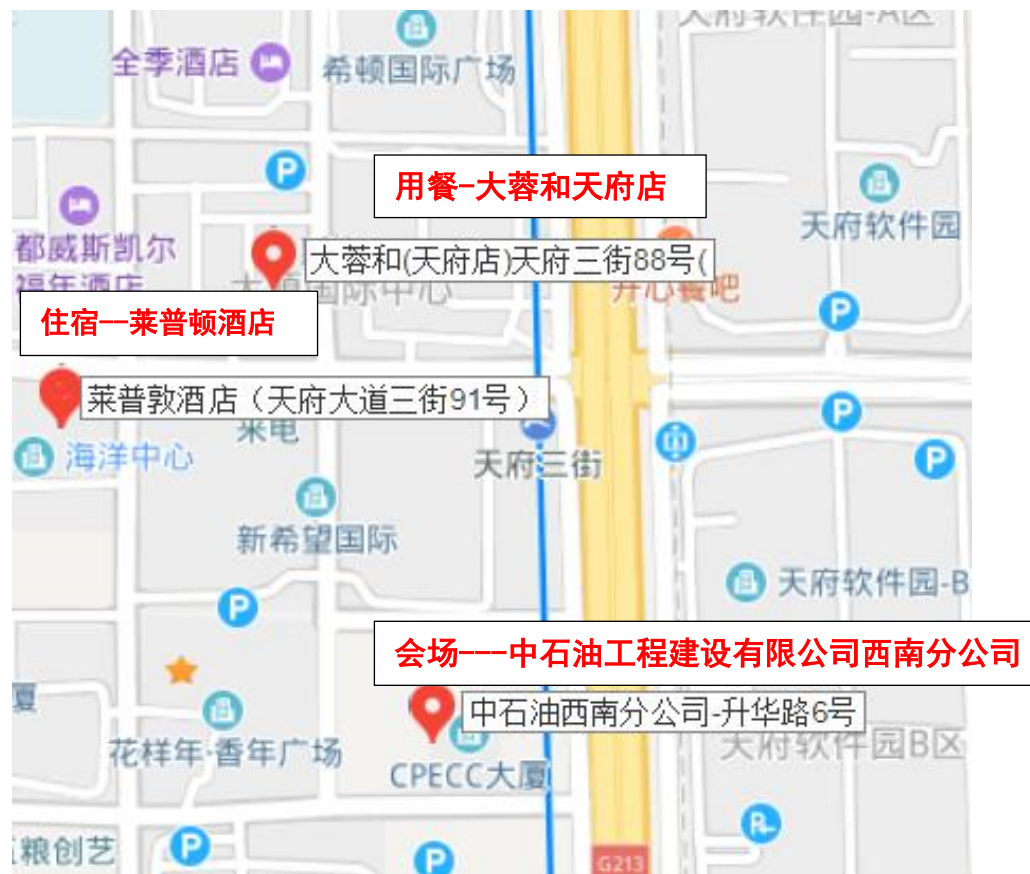 天府软件园-A区
全季酒店
希顿国际广场
用�-大蓉和天府店
天府软件园
都威斯凯尔
福年酒店
大蓉和(天府店)天府三街88号(
国际中心
开心餐吧
住宿--莱普顿酒店
莱普敦酒店（天府大道三街91号）
海洋中心
来电
天府三街
新希望国际
天府软件园-B
会场---中石油工程建设有限公司西南分公司
厦
中石油西南分公司-升华路6号
花样年·香年广场
CPECC大厦
天府软件园B区
粮创艺
G213